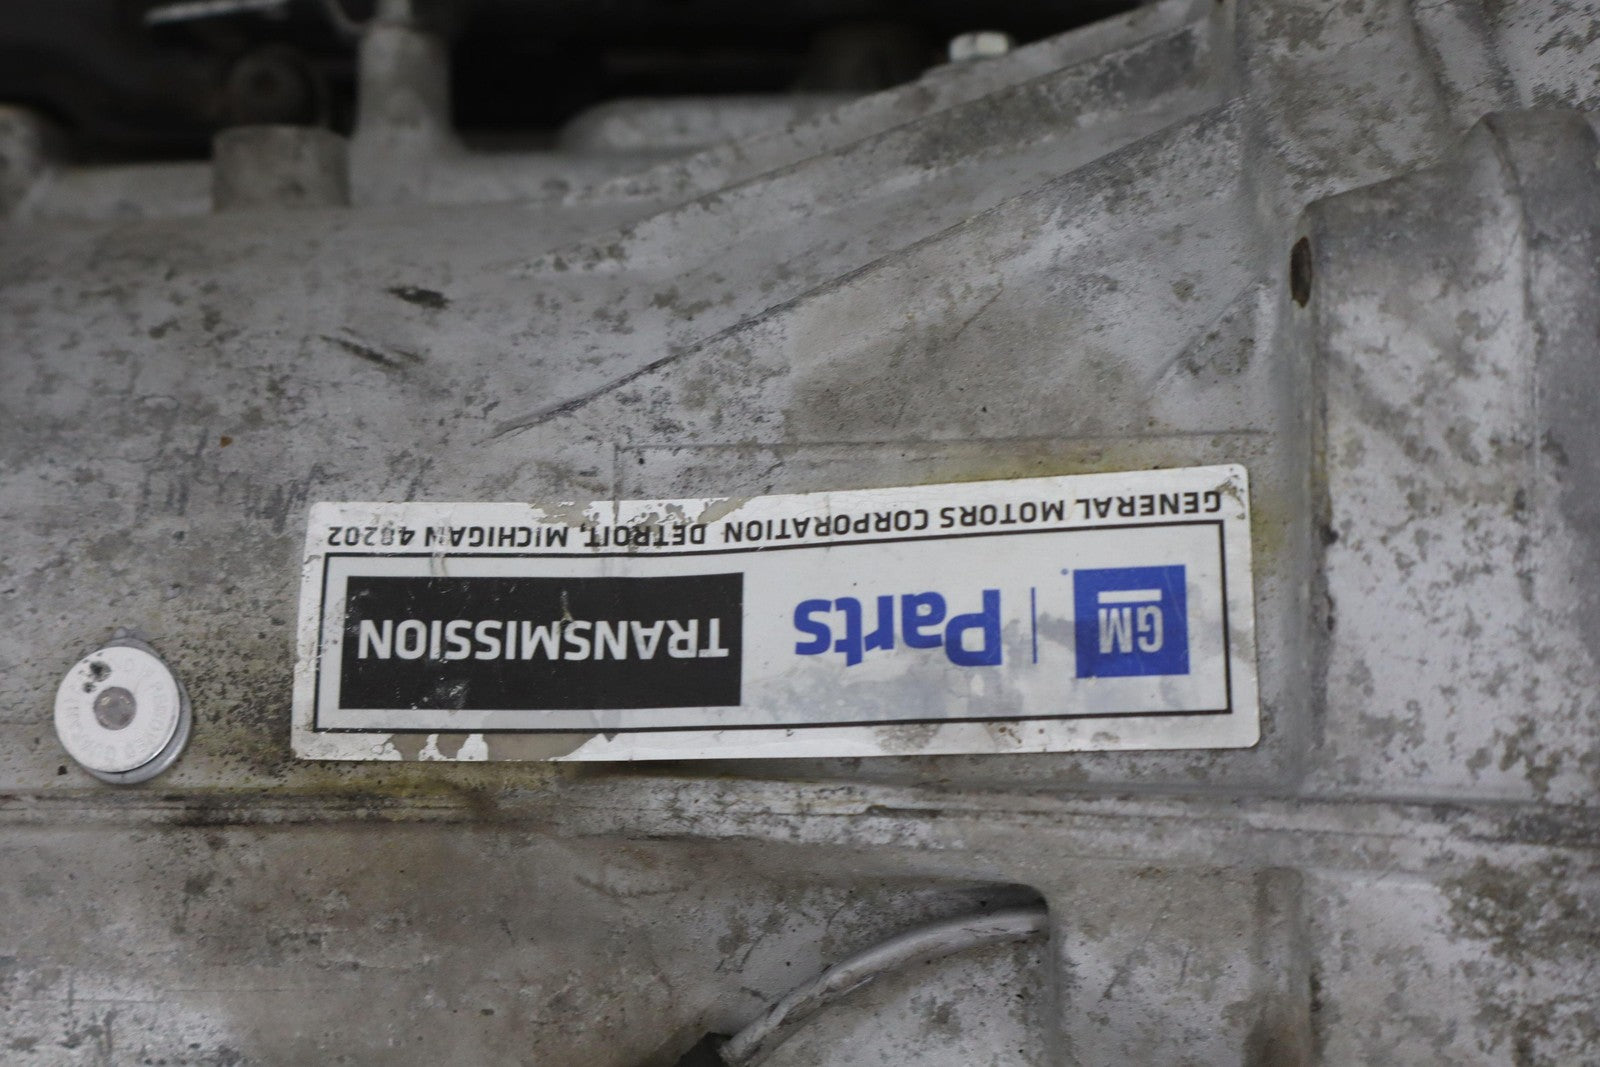 GM Parts TRANSMISSION
GENERAL MOTORS CORPORATION DETROIT, MICHIGAN 48202